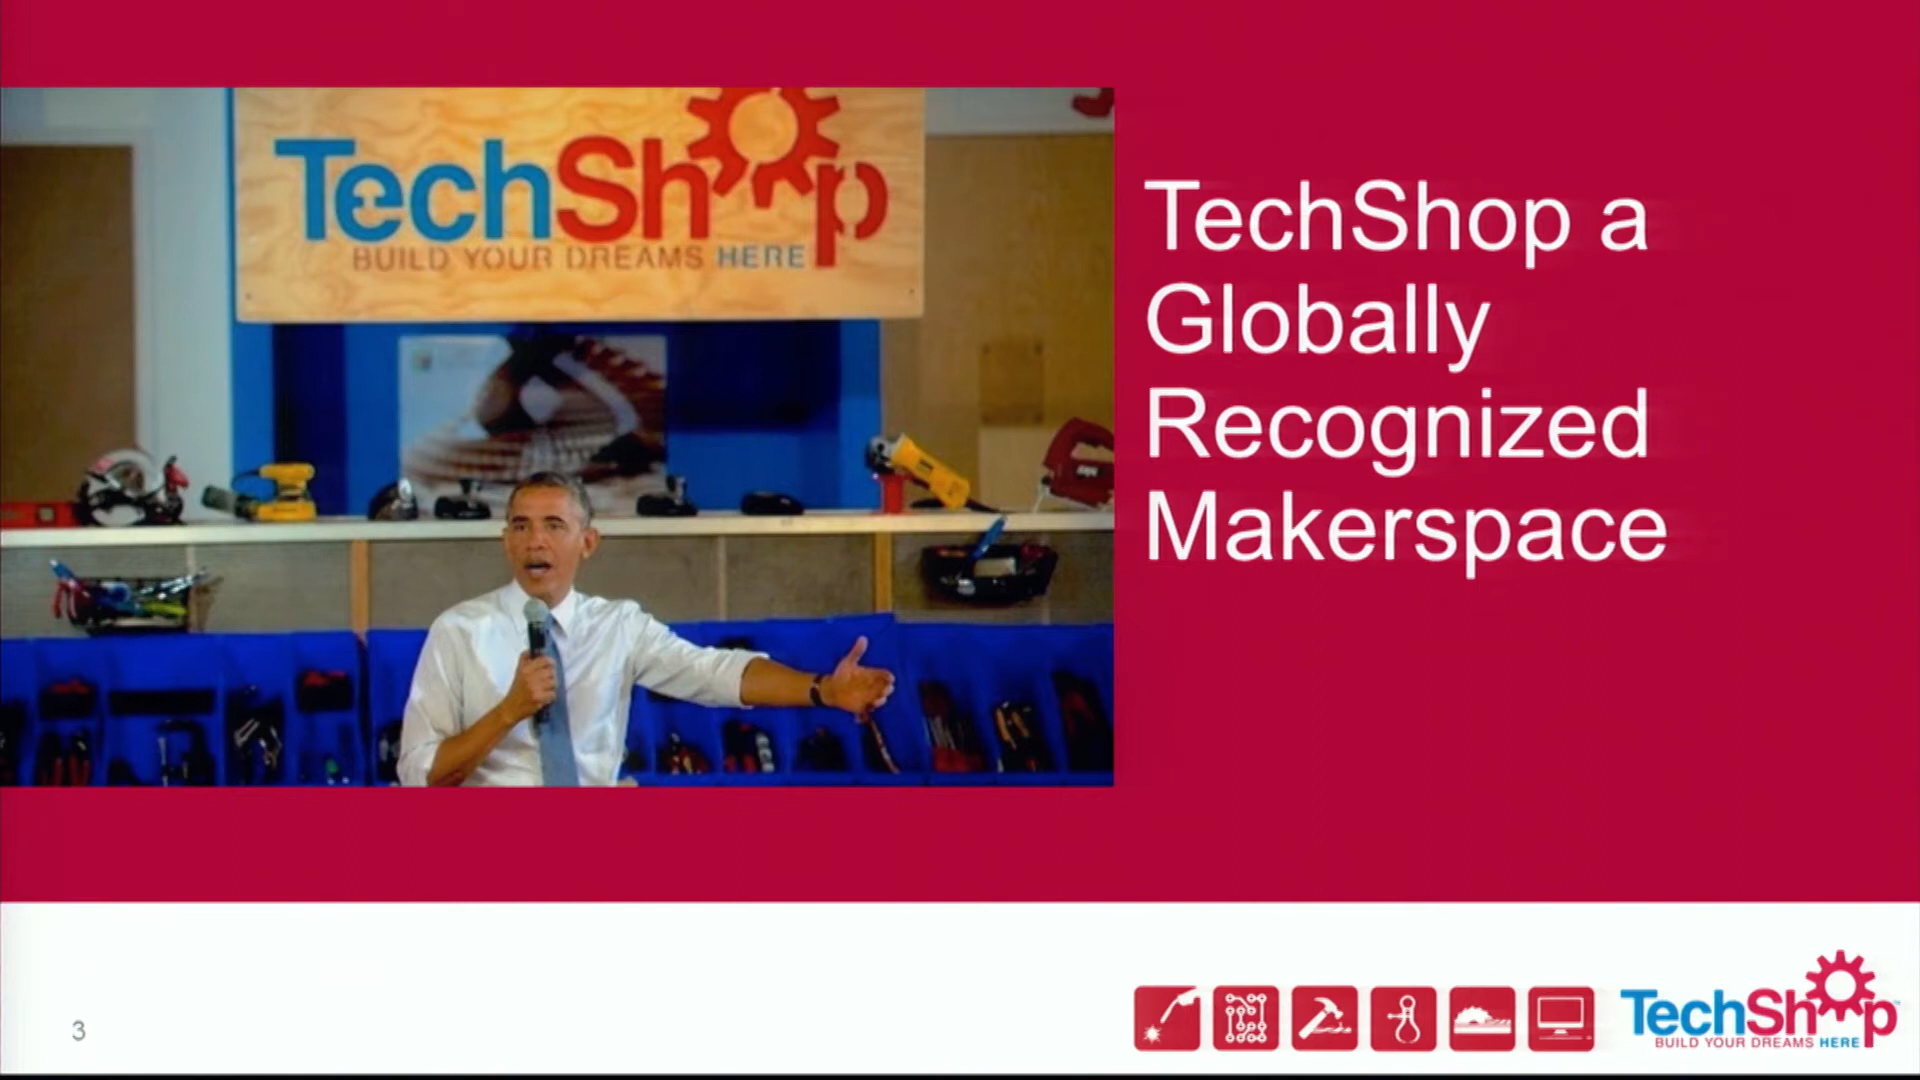 TechShop
BUILD YOUR DREAMS HERE
TechShop a
Globally
Recognized
Makerspace
3
TechShop
BUILD YOUR DREAMS HERE